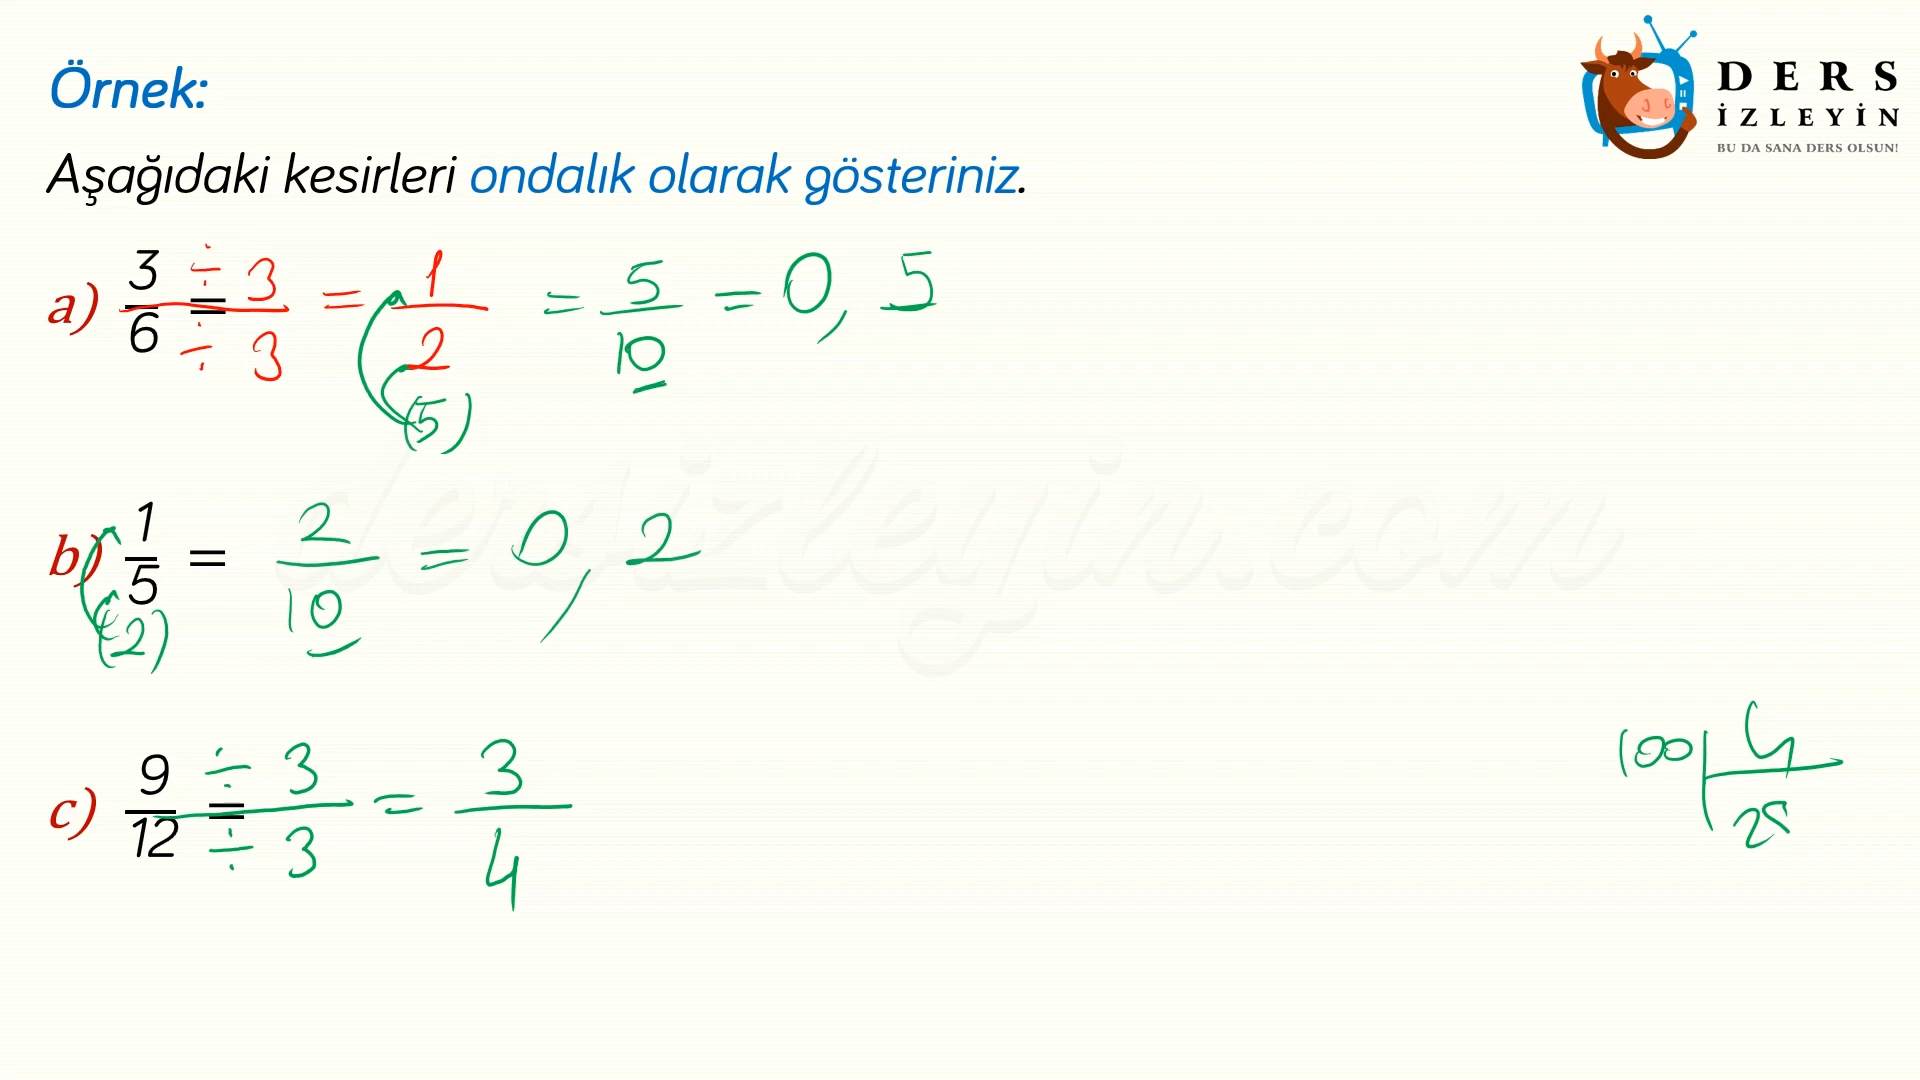 Örnek:
DERS
İZLEYİN
BU DA SANA DERS OLSUN!
Aşağıdaki kesirleri ondalık olarak gösteriniz.
a) 3/6 = ÷ 3 / ÷ 3 = 1/2 = 5/10 = 0,5
(5)
dersizleyin.com
b) 1/5 = 2/10 = 0,2
(2)
c) 9/12 = ÷ 3 / ÷ 3 = 3/4
100 | 4
25